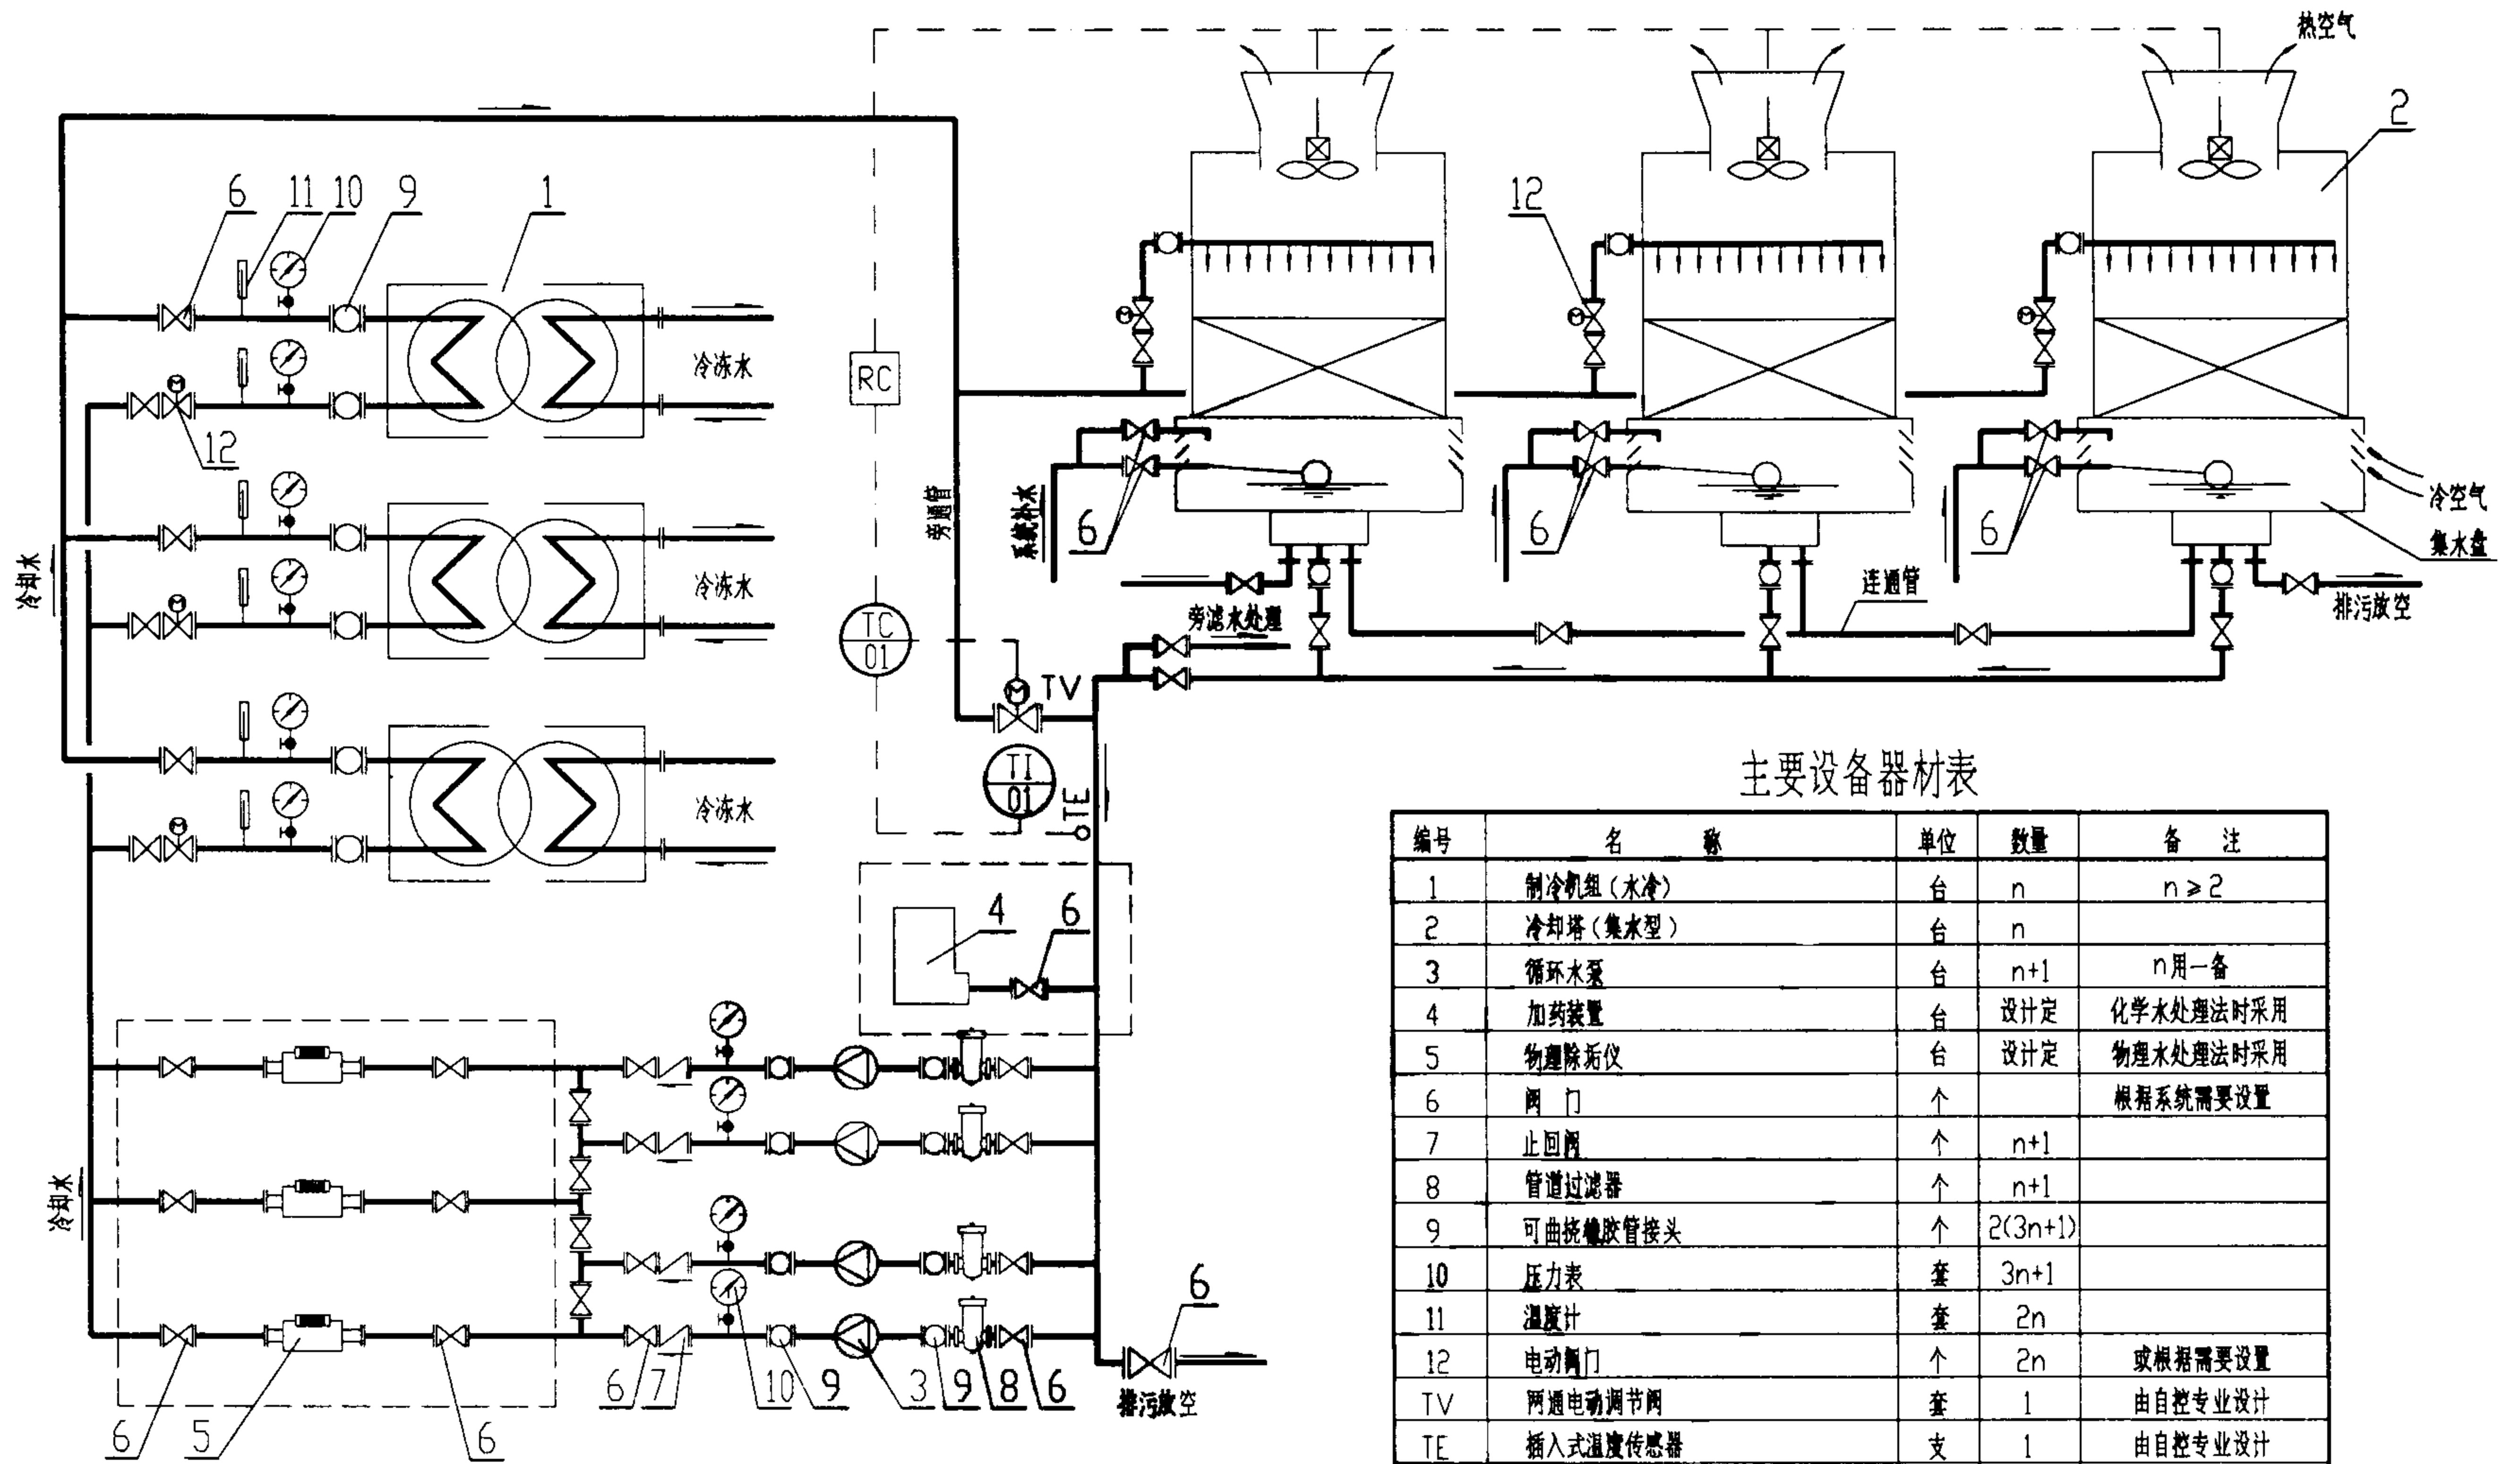 热空气
2
6 11 10 9 1
12
冷冻水
RC
12
6
6
6
冷空气
集水盘
系统补水
旁通管
旁滤水处理
连通管
排污放空
冷却水
冷冻水
TC
01
TV
TI
01
TE
冷冻水
4 6
冷却水
6
排污放空
6 7 10 9 3 9 8 6
6 5 6
主要设备器材表
编号 名 称 单位 数量 备 注
1 制冷机组(水冷) 台 n n≥2
2 冷却塔(集水型) 台 n
3 循环水泵 台 n+1 n用一备
4 加药装置 台 设计定 化学水处理法时采用
5 物理除垢仪 台 设计定 物理水处理法时采用
6 阀 门 个 根据系统需要设置
7 止回阀 个 n+1
8 管道过滤器 个 n+1
9 可曲挠橡胶管接头 个 2(3n+1)
10 压力表 套 3n+1
11 温度计 套 2n
12 电动阀门 个 2n 或根据需要设置
TV 两通电动调节阀 套 1 由自控专业设计
TE 插入式温度传感器 支 1 由自控专业设计